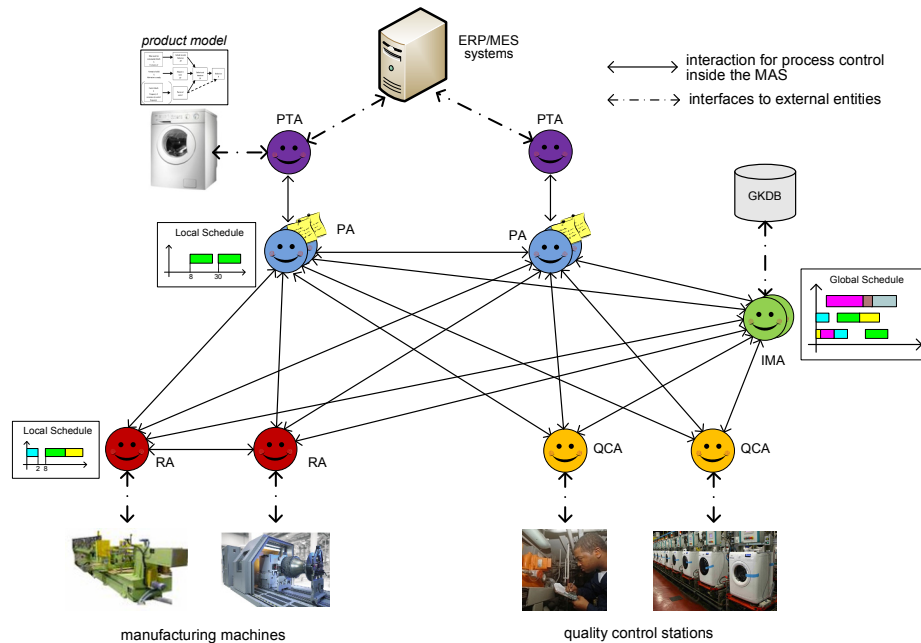 product model
ERP/MES
systems
interaction for process control
inside the MAS
interfaces to external entities
PTA
PTA
GKDB
Local Schedule
8 30
PA
PA
Global Schedule
IMA
Local Schedule
2 8
RA
RA
QCA
QCA
manufacturing machines
quality control stations